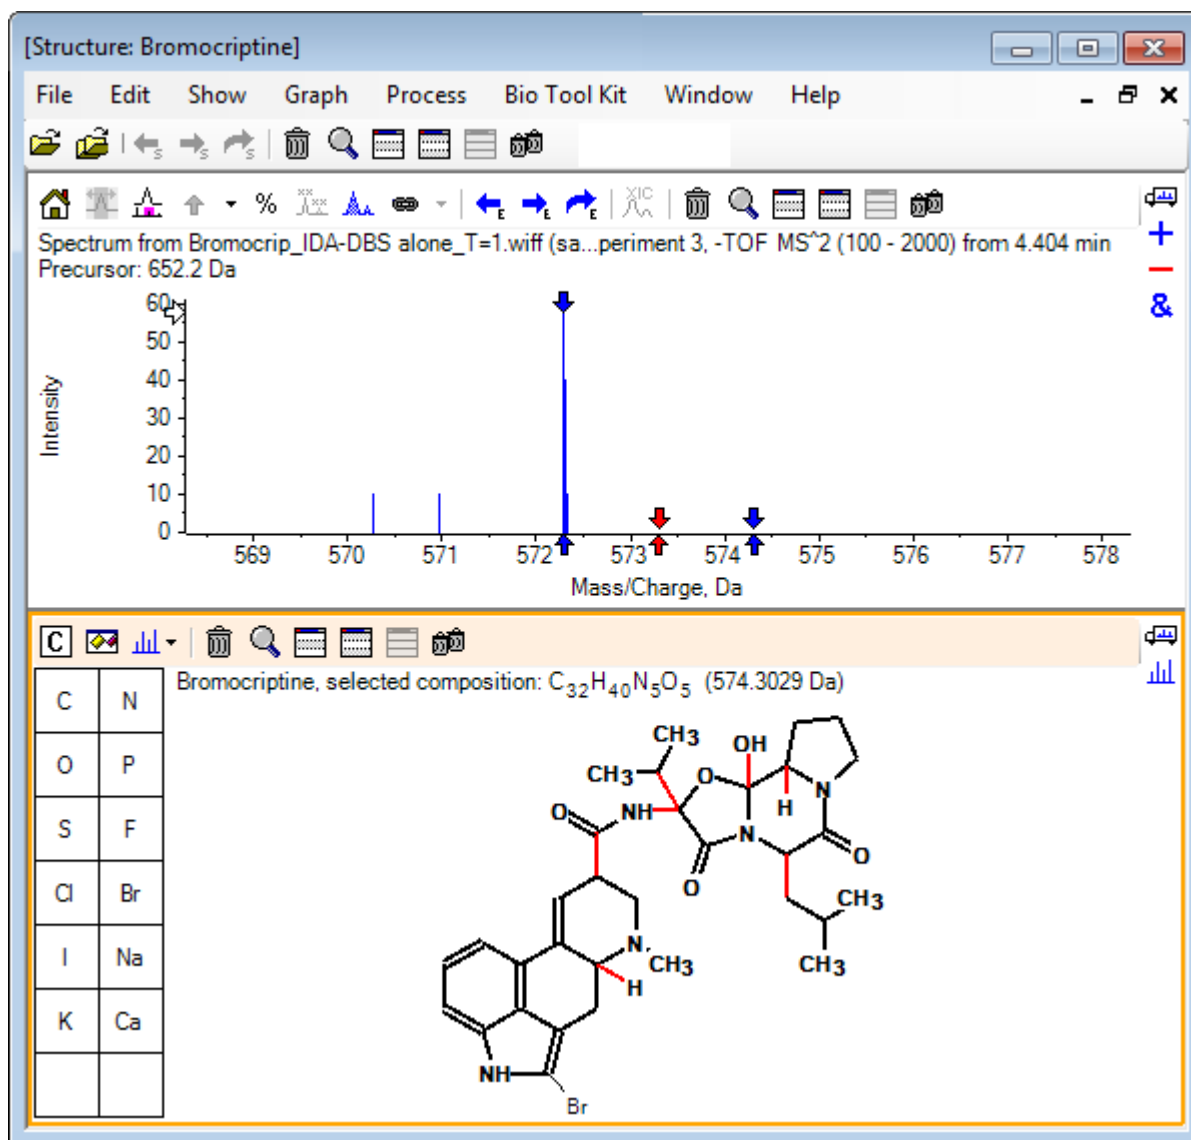 [Structure: Bromocriptine]
File Edit Show Graph Process Bio Tool Kit Window Help
S S S
% xx E E E XIC
Spectrum from Bromocrip_IDA-DBS alone_T=1.wiff (sa...periment 3, -TOF MS^2 (100 - 2000) from 4.404 min
Precursor: 652.2 Da
+
&
60
50
40
30
20
10
0
Intensity
569 570 571 572 573 574 575 576 577 578
Mass/Charge, Da
C
Bromocriptine, selected composition: C₃₂H₄₀N₅O₅ (574.3029 Da)
C N
O P
S F
Cl Br
I Na
K Ca
CH3
OH
CH3
O
NH
O
H
N
N
O
O
CH3
CH3
N
CH3
H
NH
Br